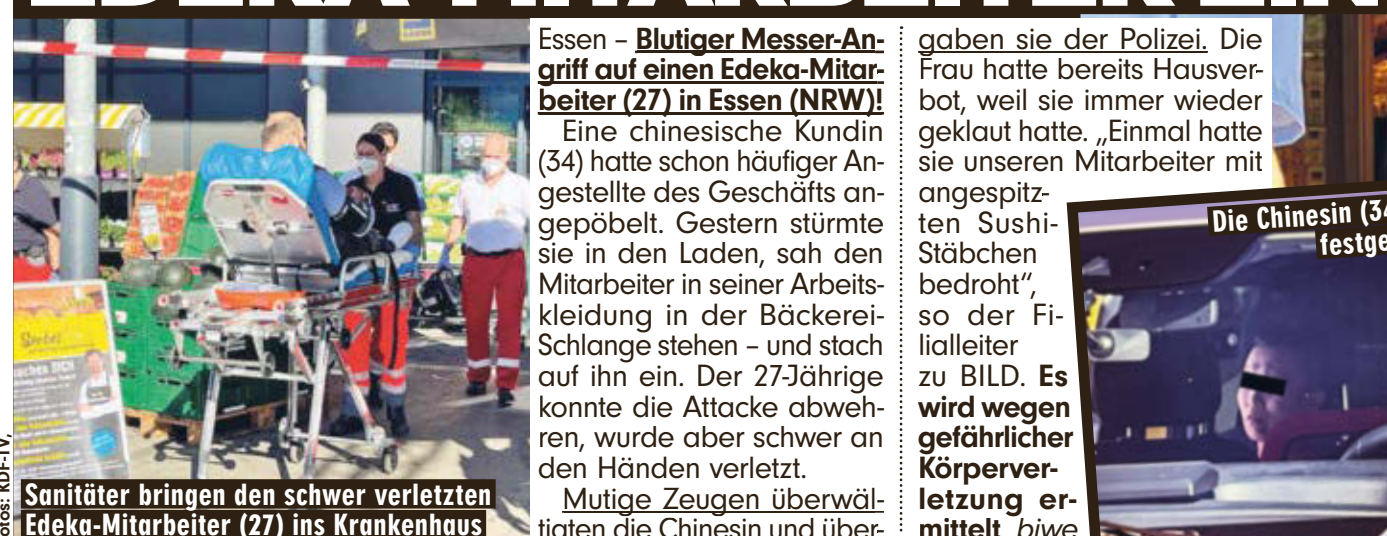 EDEKA-MITARBEITER EIN
Essen – Blutiger Messer-An-
griff auf einen Edeka-Mitar-
beiter (27) in Essen (NRW)!
Eine chinesische Kundin
(34) hatte schon häufiger An-
gestellte des Geschäfts an-
gepöbelt. Gestern stürmte
sie in den Laden, sah den
Mitarbeiter in seiner Arbeits-
kleidung in der Bäckerei-
Schlange stehen – und stach
auf ihn ein. Der 27-Jährige
konnte die Attacke abweh-
ren, wurde aber schwer an
den Händen verletzt.
Mutige Zeugen überwäl-
tigten die Chinesin und über-
gaben sie der Polizei. Die
Frau hatte bereits Hausver-
bot, weil sie immer wieder
geklaut hatte. „Einmal hatte
sie unseren Mitarbeiter mit
angespitz-
ten Sushi-
Stäbchen
bedroht“,
so der Fi-
lialleiter
zu BILD. Es
wird wegen
gefährlicher
Körperver-
letzung er-
mittelt biwe
Die Chinesin (34
festge
Sanitäter bringen den schwer verletzten
Edeka-Mitarbeiter (27) ins Krankenhaus
otos: KDF-TV,